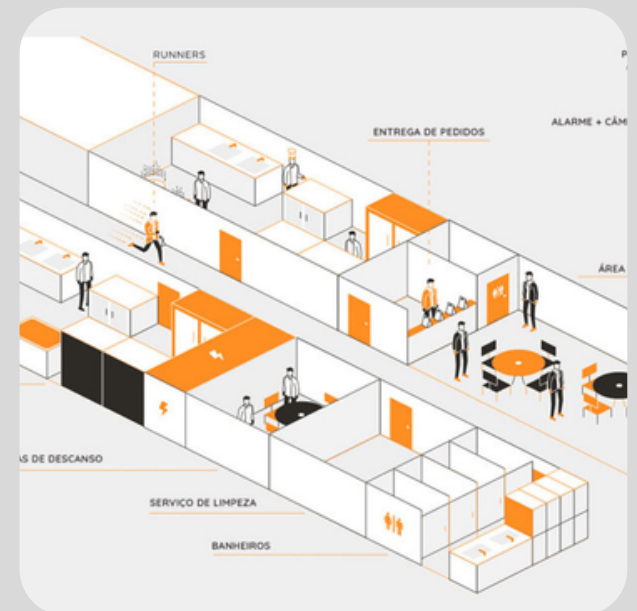 RUNNERS
P
ENTREGA DE PEDIDOS
ALARME + CÂM
ÁREA
AS DE DESCANSO
SERVIÇO DE LIMPEZA
BANHEIROS